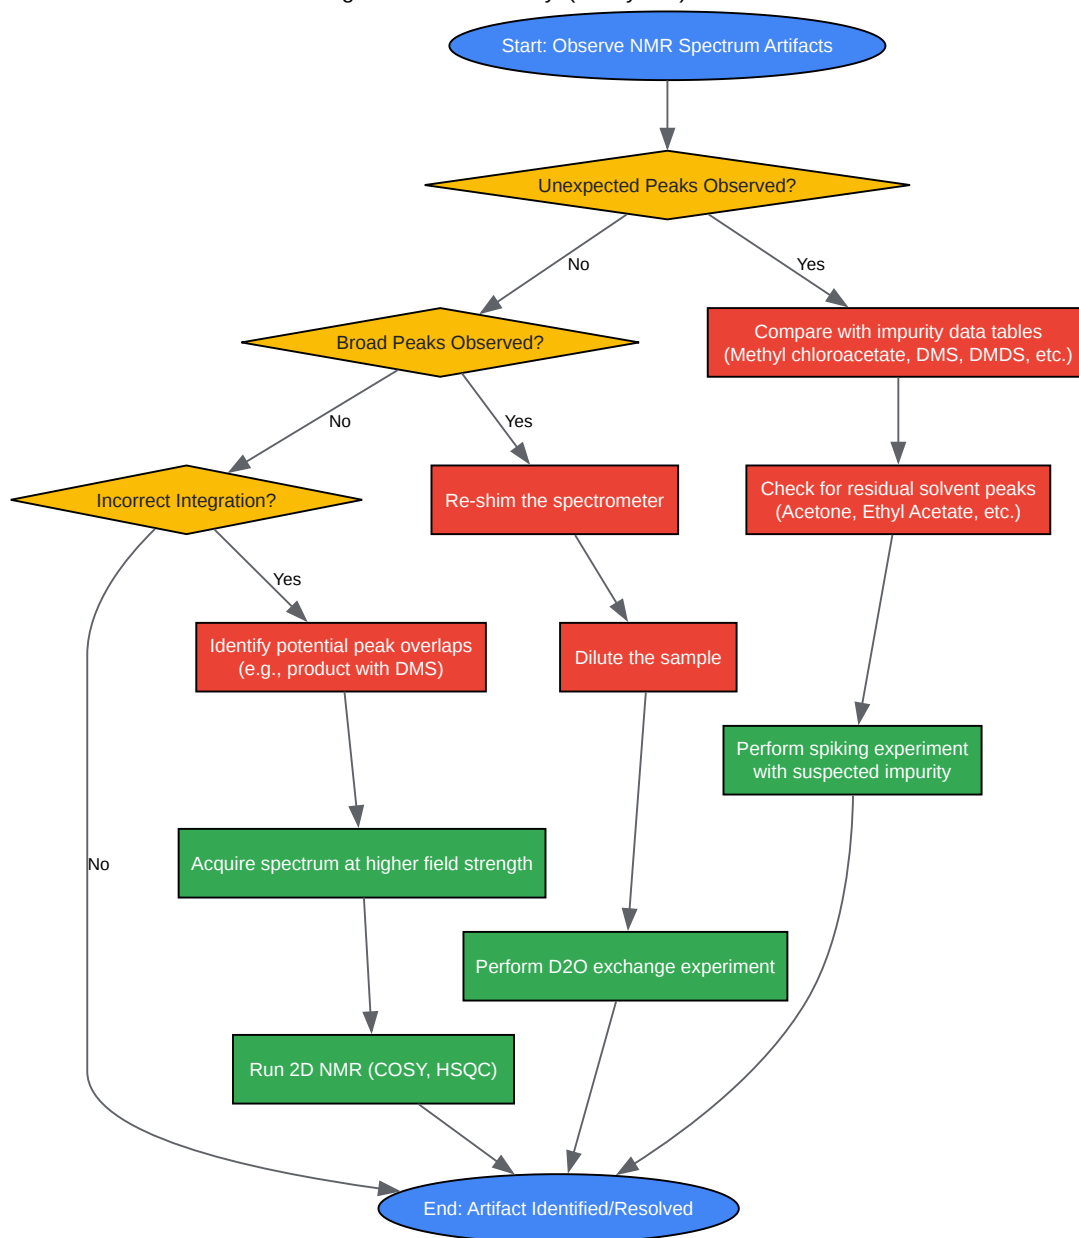 Start: Observe NMR Spectrum Artifacts
Unexpected Peaks Observed?
No
Yes
Broad Peaks Observed?
Compare with impurity data tables
(Methyl chloroacetate, DMS, DMDS, etc.)
No
Yes
Incorrect Integration?
Re-shim the spectrometer
Check for residual solvent peaks
(Acetone, Ethyl Acetate, etc.)
Yes
Identify potential peak overlaps
(e.g., product with DMS)
Dilute the sample
Perform spiking experiment
with suspected impurity
No
Acquire spectrum at higher field strength
Perform D2O exchange experiment
Run 2D NMR (COSY, HSQC)
End: Artifact Identified/Resolved